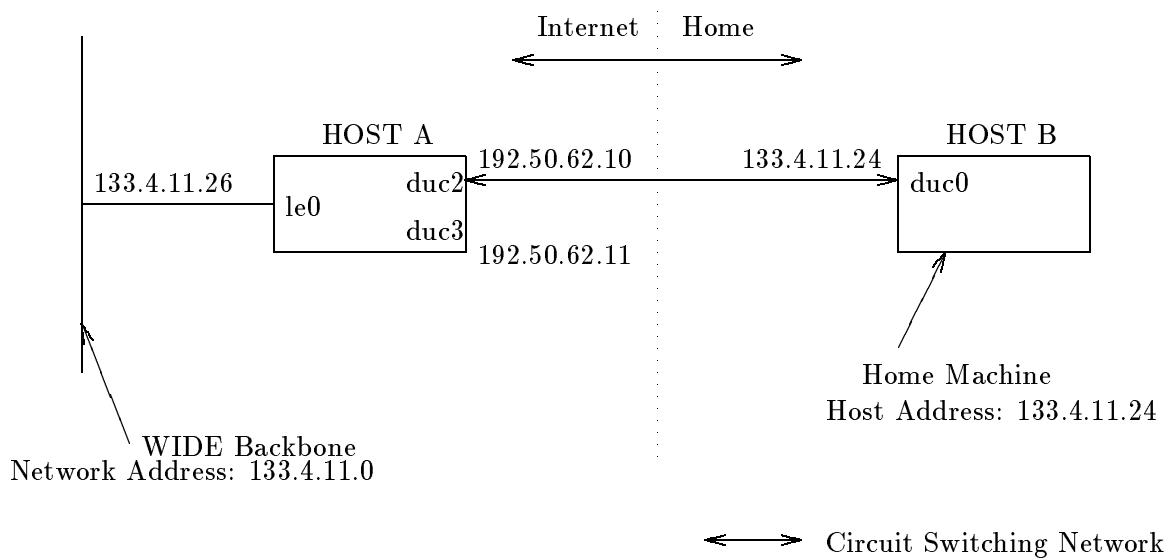 Internet Home
HOST A
HOST B
192.50.62.10
133.4.11.24
133.4.11.26
duc2
duc0
le0
duc3
192.50.62.11
Home Machine
Host Address: 133.4.11.24
WIDE Backbone
Network Address: 133.4.11.0
Circuit Switching Network